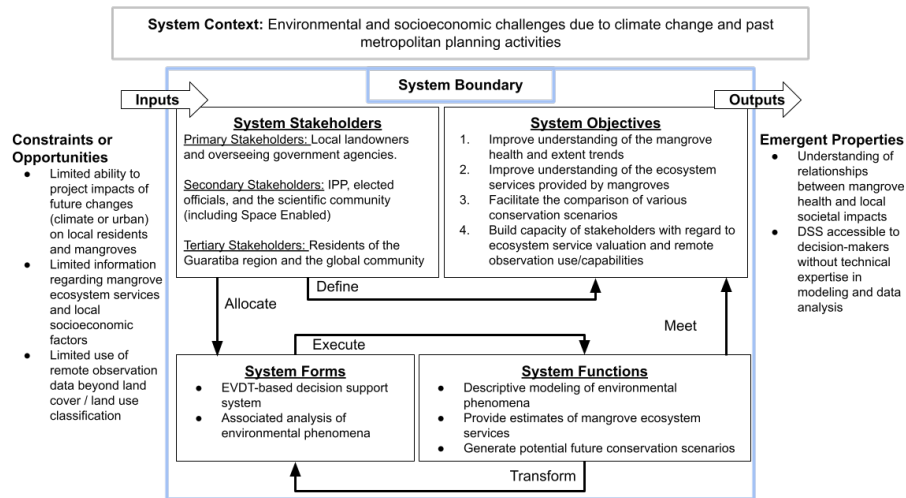 System Context: Environmental and socioeconomic challenges due to climate change and past
metropolitan planning activities
System Boundary
Inputs
Outputs
Constraints or
Opportunities
● Limited ability to
project impacts of
future changes
(climate or urban)
on local residents
and mangroves
● Limited information
regarding mangrove
ecosystem services
and local
socioeconomic
factors
● Limited use of
remote observation
data beyond land
cover / land use
classification
System Stakeholders
Primary Stakeholders: Local landowners
and overseeing government agencies.
Secondary Stakeholders: IPP, elected
officials, and the scientific community
(including Space Enabled)
Tertiary Stakeholders: Residents of the
Guaratiba region and the global community
System Objectives
1. Improve understanding of the mangrove
health and extent trends
2. Improve understanding of the ecosystem
services provided by mangroves
3. Facilitate the comparison of various
conservation scenarios
4. Build capacity of stakeholders with regard to
ecosystem service valuation and remote
observation use/capabilities
Emergent Properties
● Understanding of
relationships
between mangrove
health and local
societal impacts
● DSS accessible to
decision-makers
without technical
expertise in
modeling and data
analysis
Define
Allocate
Meet
Execute
System Forms
● EVDT-based decision support
system
● Associated analysis of
environmental phenomena
System Functions
● Descriptive modeling of environmental
phenomena
● Provide estimates of mangrove ecosystem
services
● Generate potential future conservation scenarios
Transform